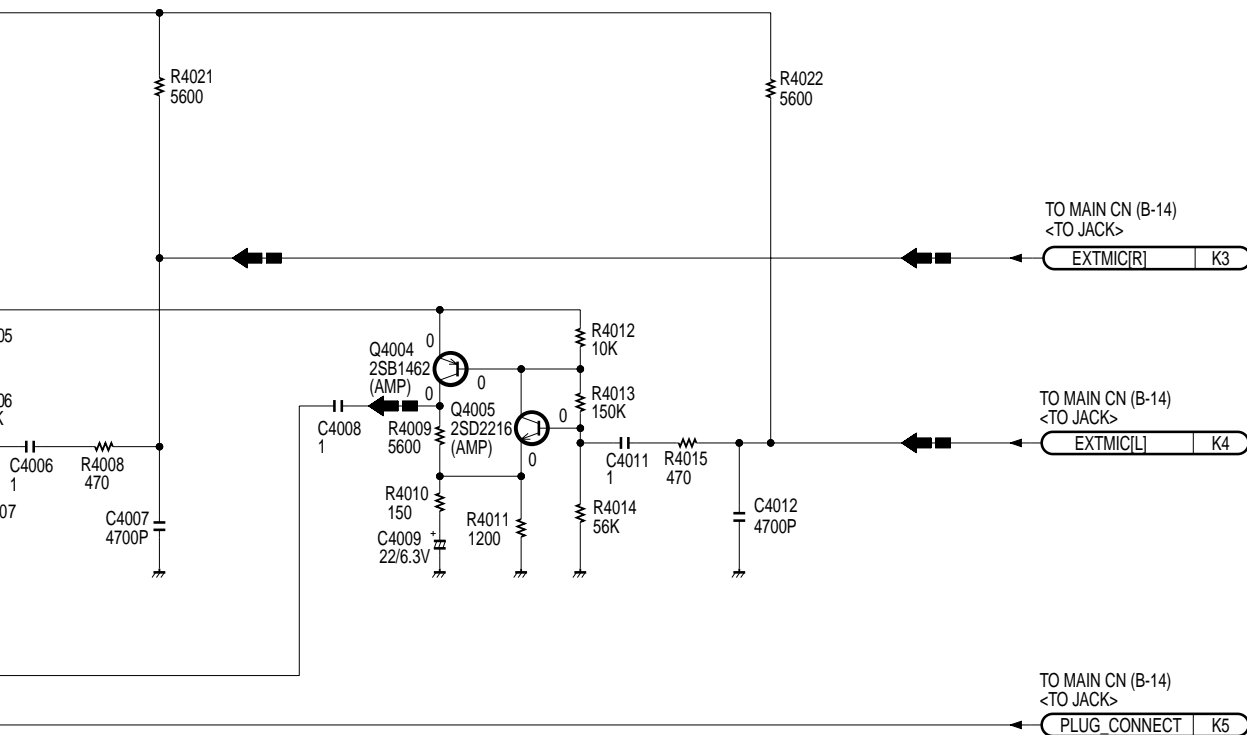 R4021
5600
R4022
5600
TO MAIN CN (B-14)
<TO JACK>
EXTMIC[R] K3
05
06
K
C4006
1
07
R4008
470
C4007
4700P
C4008
1
Q4004
2SB1462
(AMP)
0
0
0
R4009
5600
Q4005
2SD2216
(AMP)
0
0
R4010
150
C4009
+
22/6.3V
R4011
1200
R4012
10K
R4013
150K
R4014
56K
C4011
1
R4015
470
C4012
4700P
TO MAIN CN (B-14)
<TO JACK>
EXTMIC[L] K4
TO MAIN CN (B-14)
<TO JACK>
PLUG_CONNECT K5